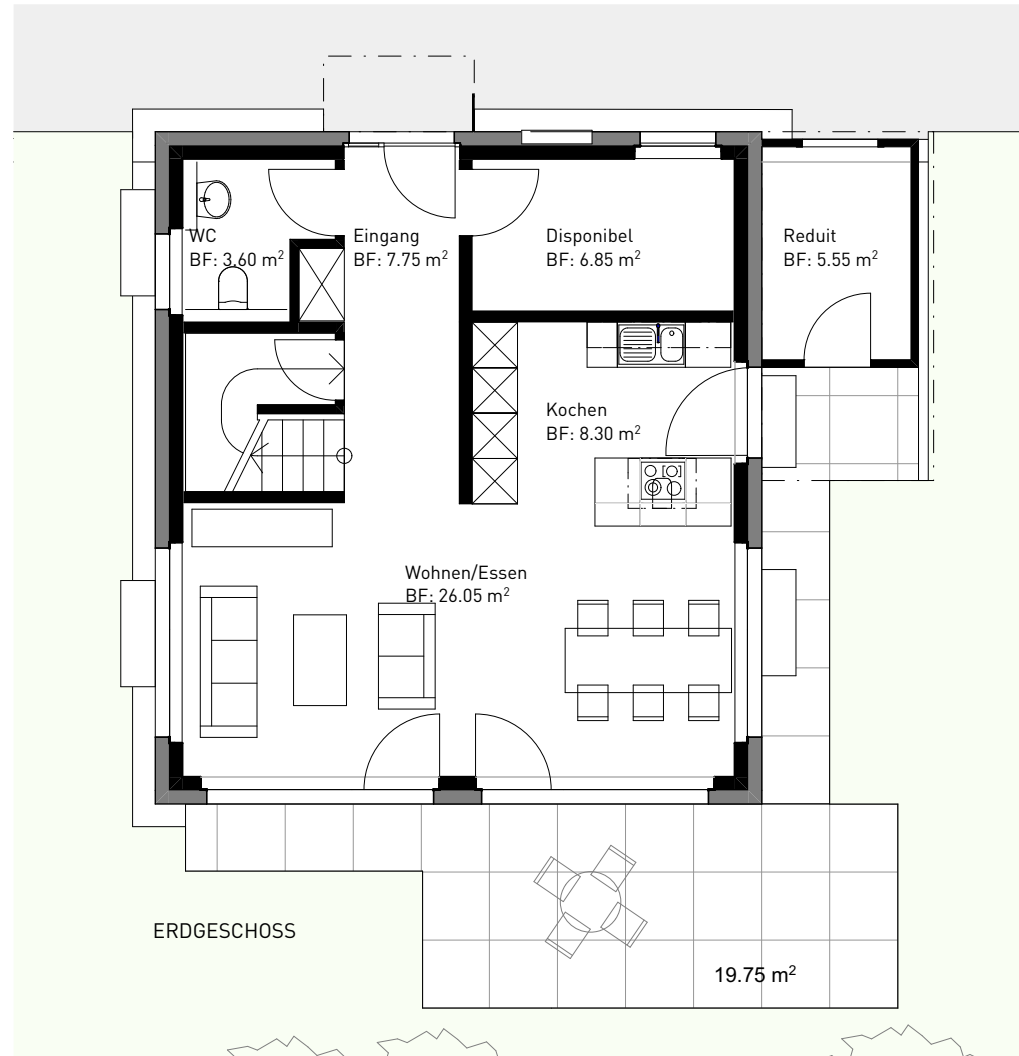 WC
BF: 3.60 m²
Eingang
BF: 7.75 m²
Disponibel
BF: 6.85 m²
Reduit
BF: 5.55 m²
Kochen
BF: 8.30 m²
Wohnen/Essen
BF: 26.05 m²
ERDGESCHOSS
19.75 m²